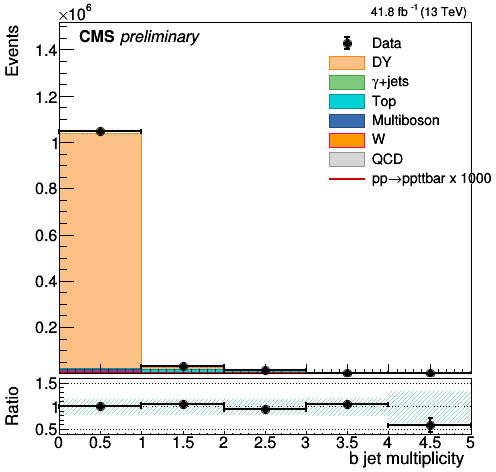 ×10⁶
41.8 fb⁻¹ (13 TeV)
CMS preliminary
Events
1.4
1.2
1
0.8
0.6
0.4
0.2
Data
DY
γ+jets
Top
Multiboson
W
QCD
pp→ppttbar x 1000
Ratio
1.5
1
0.5
0 0.5 1 1.5 2 2.5 3 3.5 4 4.5 5
b jet multiplicity